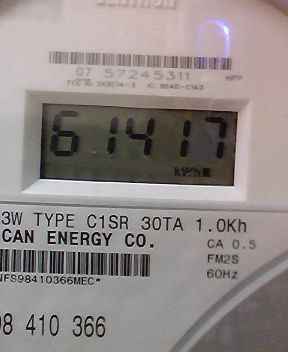 07 57245311 HPP
61417
kWh
3W TYPE C1SR 30TA 1.0Kh
CAN ENERGY CO.
CA 0.5
FM2S
60Hz
NFS98410366MEC*
98 410 366